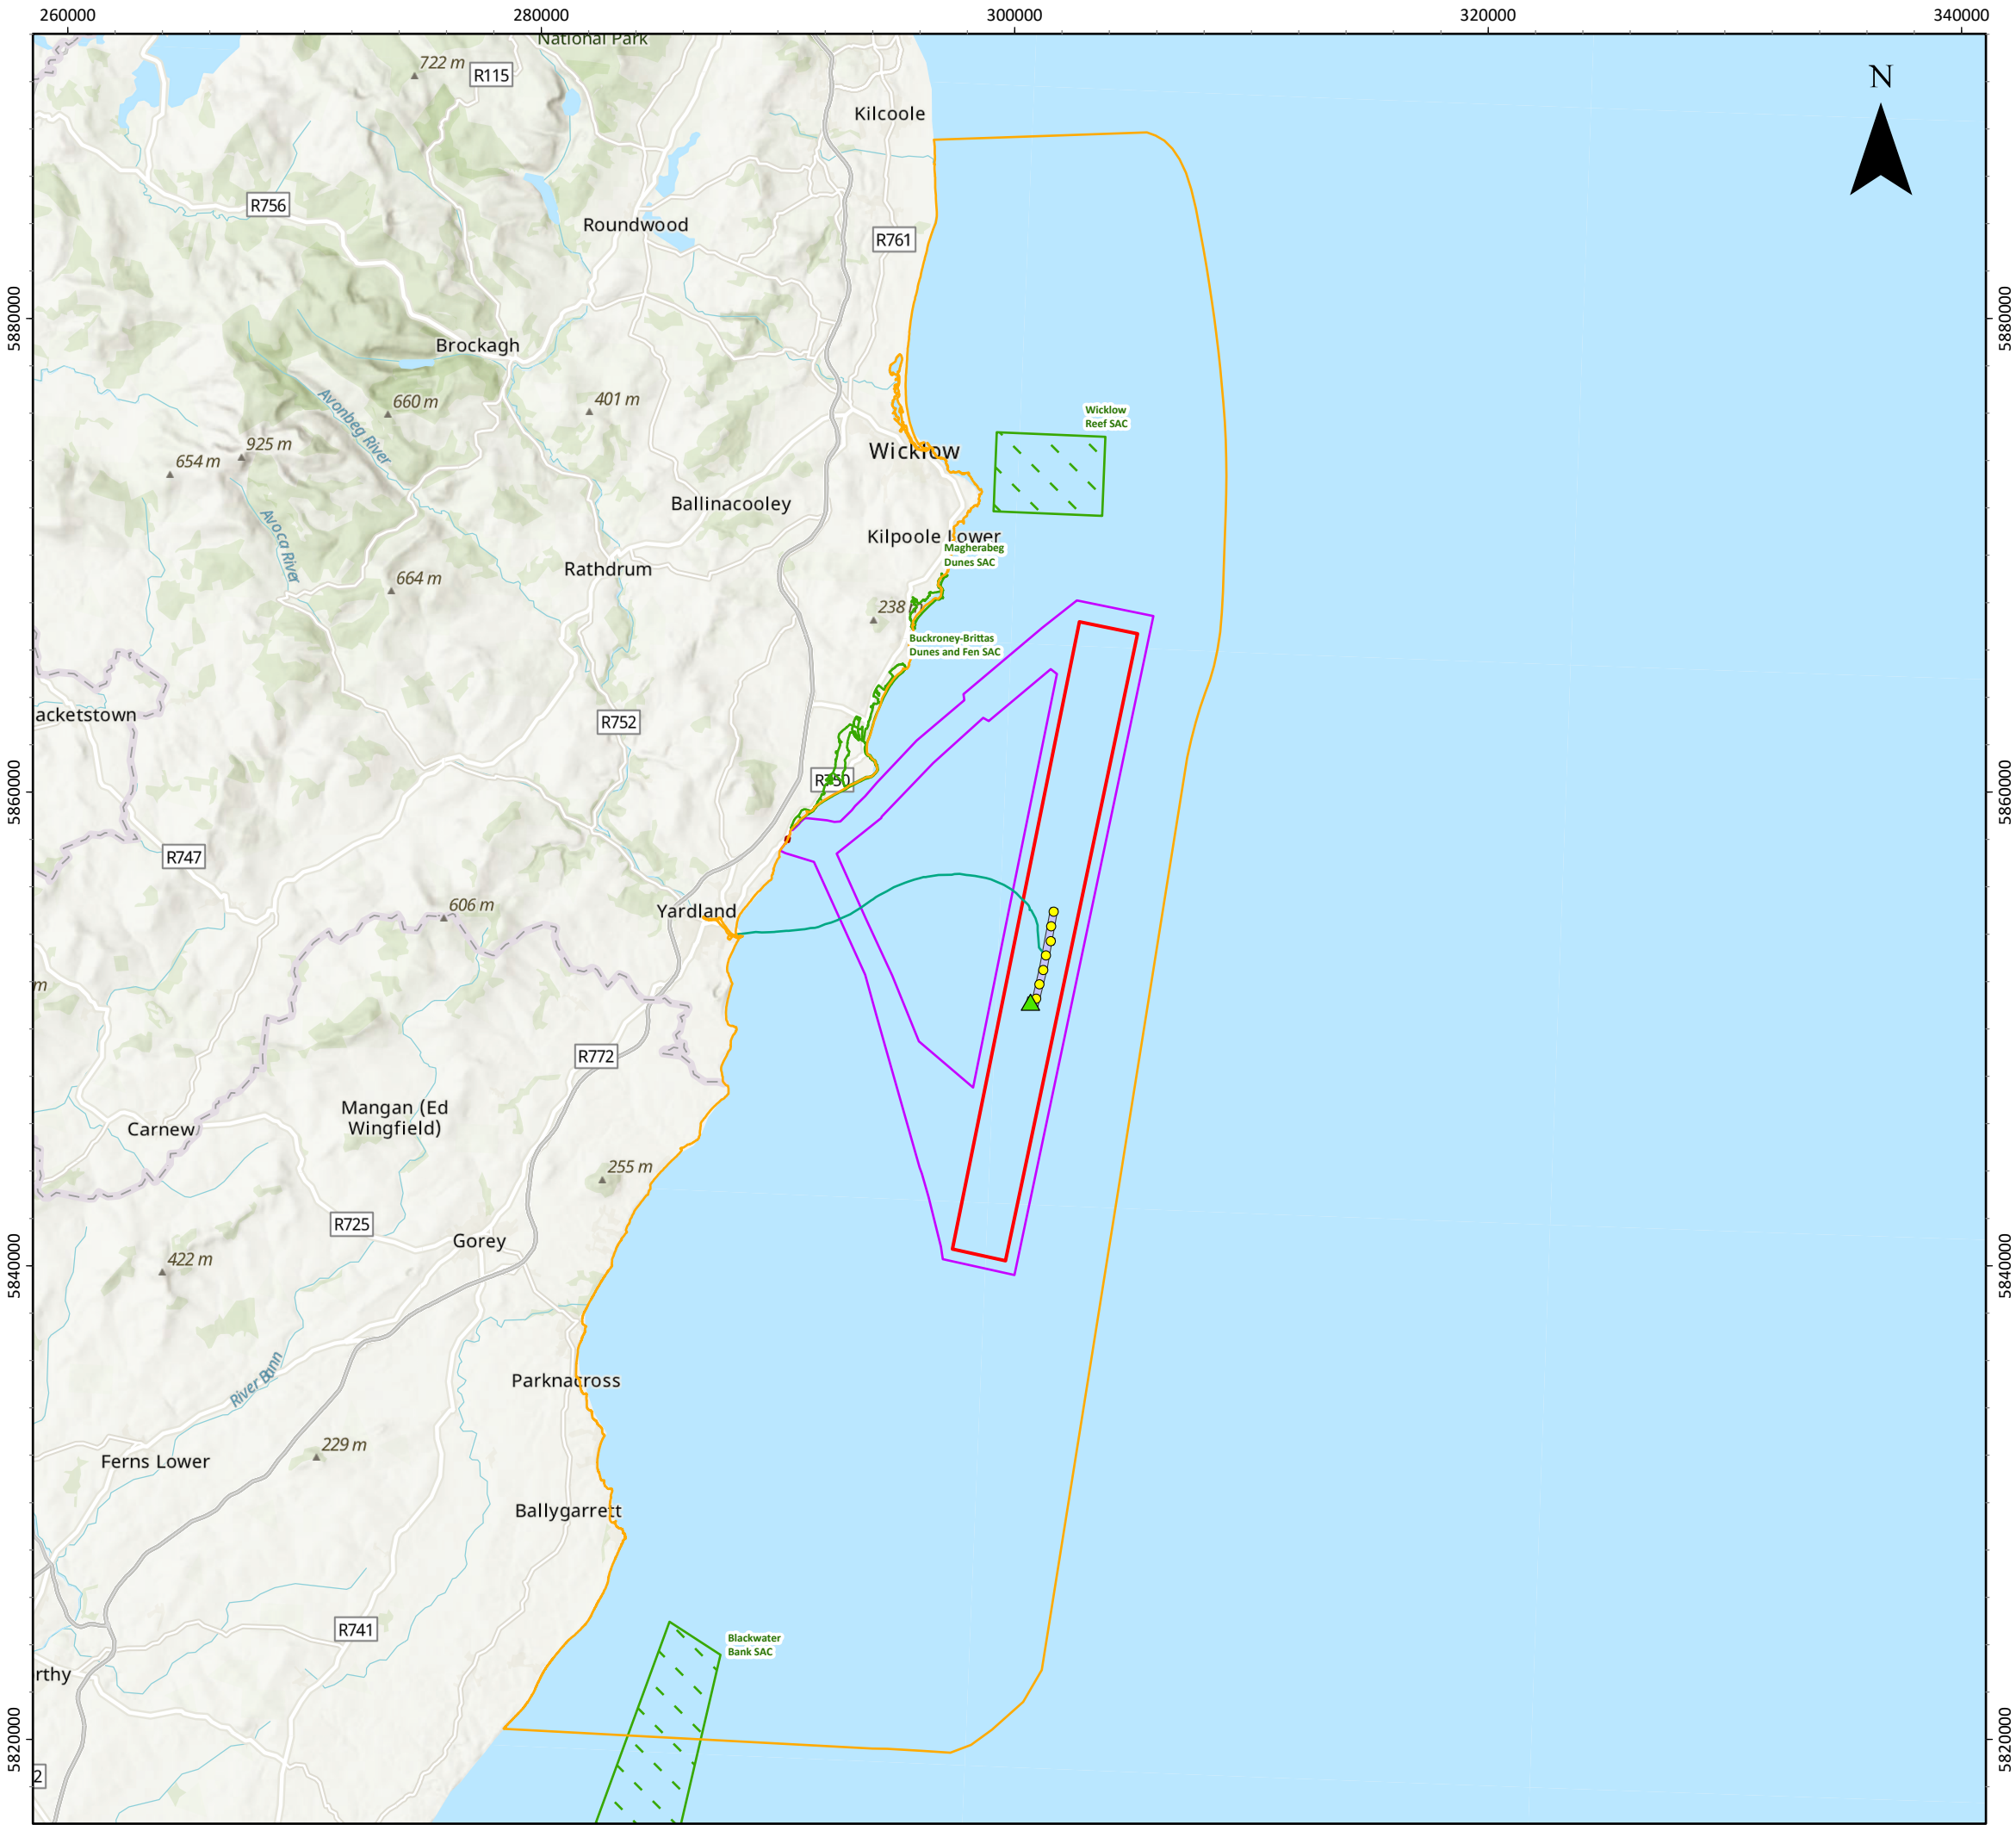 260000
280000
300000
320000
340000
National Park
722 m
R115
N
Kilcoole
R756
Roundwood
R761
5880000
5880000
Brockagh
Avonbeg River
660 m
401 m
Wicklow
Reef SAC
925 m
654 m
Wicklow
Ballinacooley
Avoca River
Kilpoole Lower
Magherabeg
Dunes SAC
Rathdrum
664 m
238
Buckroney-Brittas
Dunes and Fen SAC
acketstown
R752
R750
5860000
5860000
R747
606 m
Yardland
m
R772
Mangan (Ed
Wingfield)
Carnew
255 m
R725
Gorey
422 m
5840000
5840000
River Bann
Parknacross
229 m
Ferns Lower
Ballygarrett
R741
Blackwater
Bank SAC
rthy
5820000
5820000
2